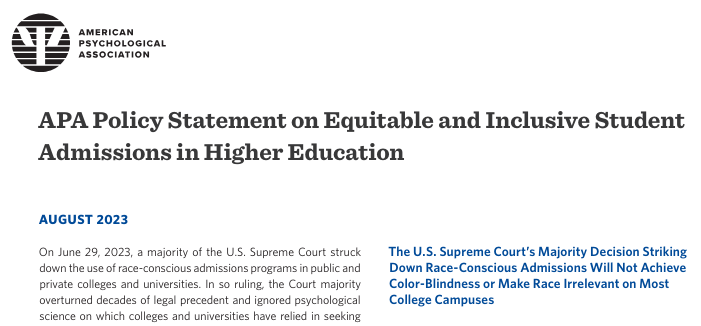 AMERICAN
PSYCHOLOGICAL
ASSOCIATION
APA Policy Statement on Equitable and Inclusive Student
Admissions in Higher Education
AUGUST 2023
On June 29, 2023, a majority of the U.S. Supreme Court struck
down the use of race-conscious admissions programs in public and
private colleges and universities. In so ruling, the Court majority
overturned decades of legal precedent and ignored psychological
science on which colleges and universities have relied in seeking
The U.S. Supreme Court's Majority Decision Striking
Down Race-Conscious Admissions Will Not Achieve
Color-Blindness or Make Race Irrelevant on Most
College Campuses